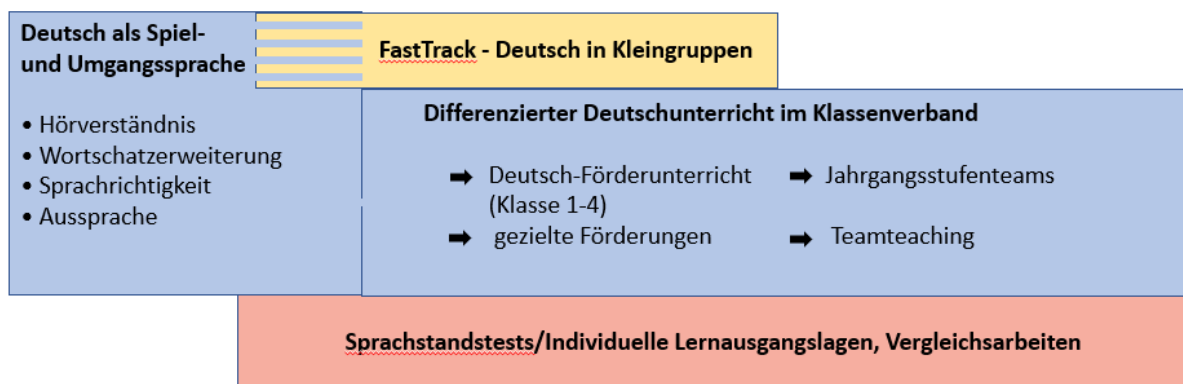 Deutsch als Spiel-
und Umgangssprache
• Hörverständnis
• Wortschatzerweiterung
• Sprachrichtigkeit
• Aussprache
FastTrack - Deutsch in Kleingruppen
Differenzierter Deutschunterricht im Klassenverband
➡ Deutsch-Förderunterricht
(Klasse 1-4)
➡ gezielte Förderungen
➡ Jahrgangsstufenteams
➡ Teamteaching
Sprachstandstests/Individuelle Lernausgangslagen, Vergleichsarbeiten